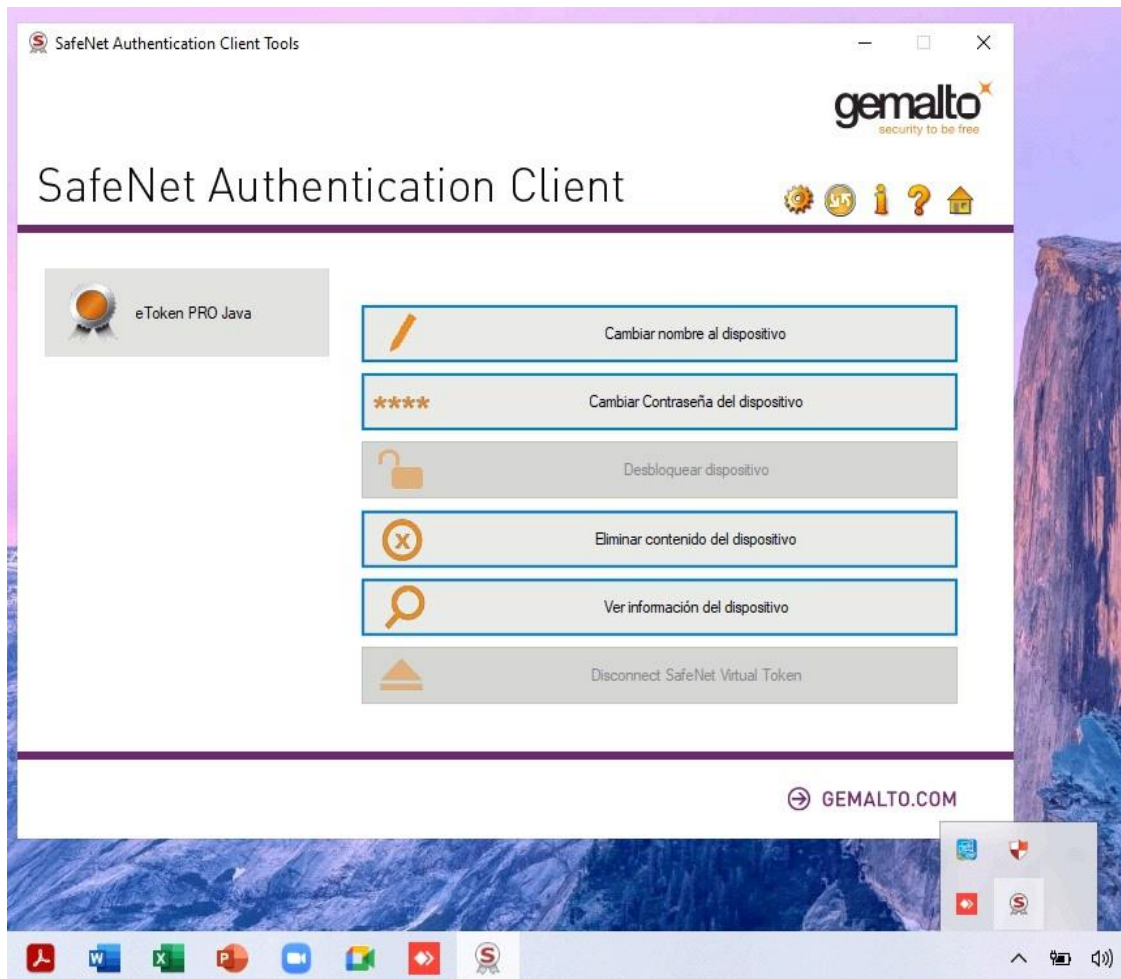 SafeNet Authentication Client Tools
gemalto
security to be free
SafeNet Authentication Client
eToken PRO Java
Cambiar nombre al dispositivo
**** Cambiar Contraseña del dispositivo
Desbloquear dispositivo
Eliminar contenido del dispositivo
Ver información del dispositivo
Disconnect SafeNet Virtual Token
GEMALTO.COM